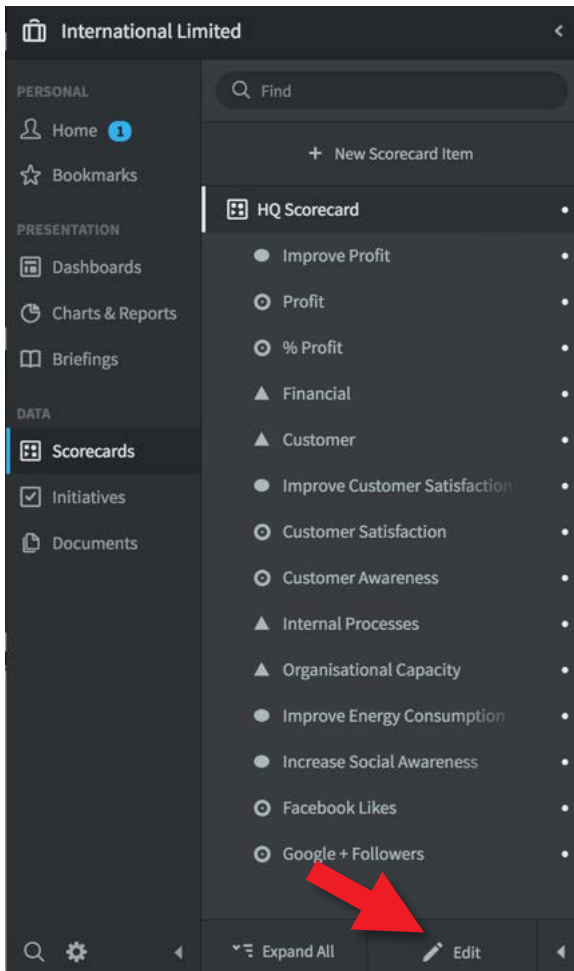 International Limited
PERSONAL
Home 1
Bookmarks
PRESENTATION
Dashboards
Charts & Reports
Briefings
DATA
Scorecards
Initiatives
Documents
Find
+ New Scorecard Item
HQ Scorecard
Improve Profit
Profit
% Profit
Financial
Customer
Improve Customer Satisfaction
Customer Satisfaction
Customer Awareness
Internal Processes
Organisational Capacity
Improve Energy Consumption
Increase Social Awareness
Facebook Likes
Google + Followers
Expand All
Edit